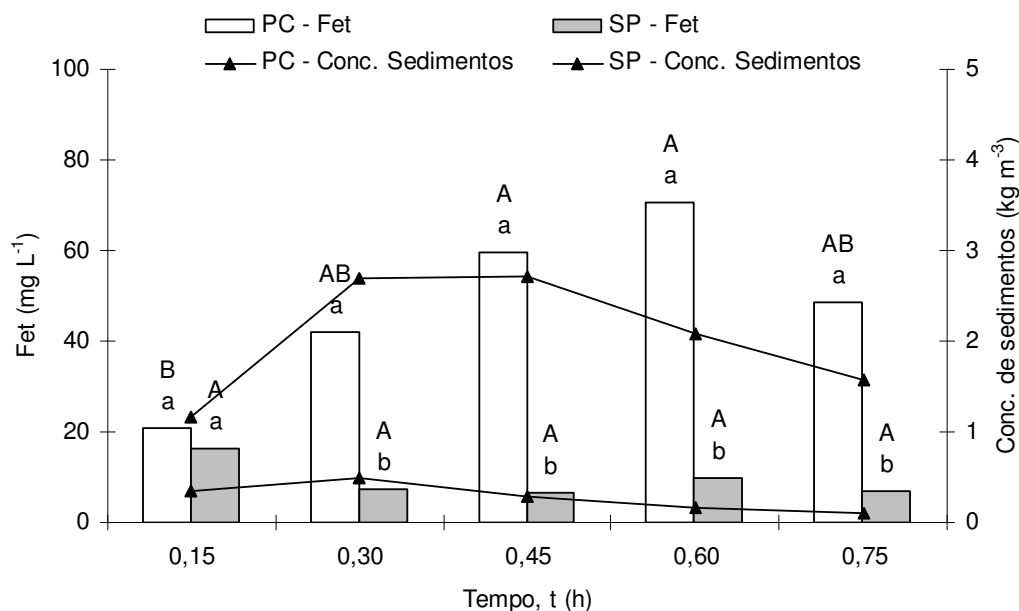 PC - Fet SP - Fet
PC - Conc. Sedimentos SP - Conc. Sedimentos
100 5
80 4
60 3
40 2
20 1
0 0
Fet (mg L⁻¹)
Conc. de sedimentos (kg m⁻³)
B
a
A
a
AB
a
A
b
A
a
A
b
A
a
A
b
AB
a
A
b
0,15 0,30 0,45 0,60 0,75
Tempo, t (h)